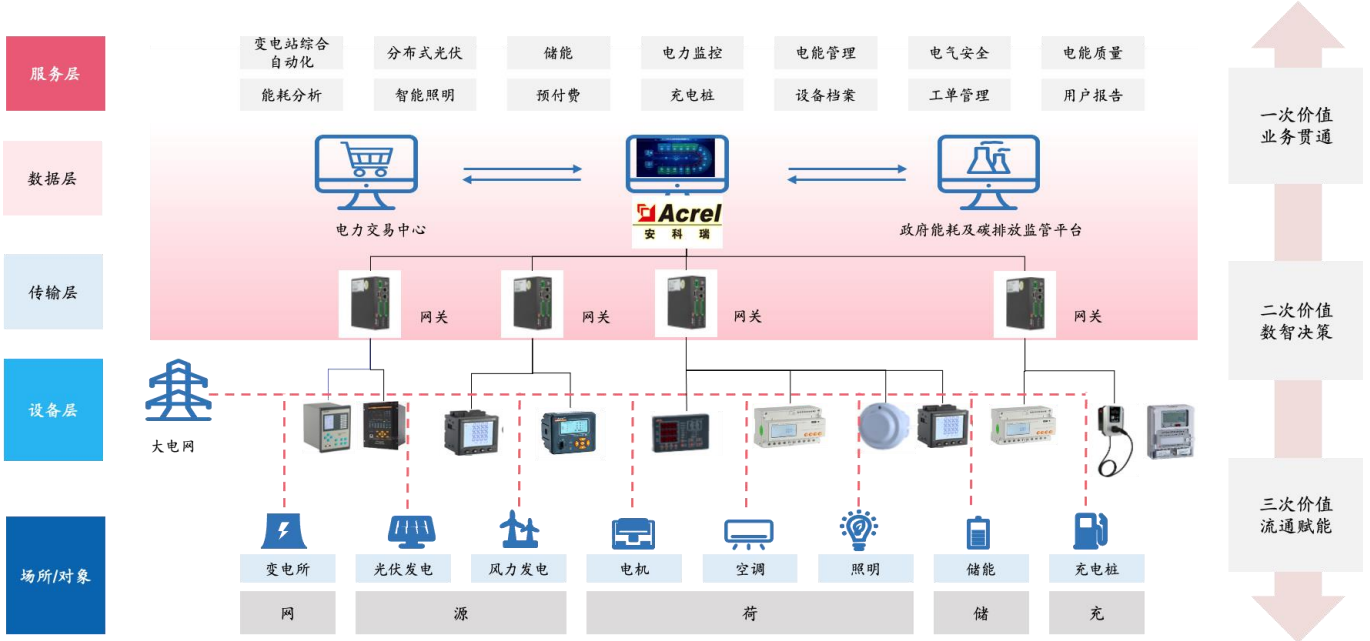 服务层
变电站综合
自动化
分布式光伏
储能
电力监控
电能管理
电气安全
电能质量
能耗分析
智能照明
预付费
充电桩
设备档案
工单管理
用户报告
数据层
电力交易中心
Acrel
安科瑞
政府能耗及碳排放监管平台
传输层
网关
网关
网关
网关
设备层
大电网
场所/对象
变电所
光伏发电
风力发电
电机
空调
照明
储能
充电桩
网
源
荷
储
充
一次价值
业务贯通
二次价值
数智决策
三次价值
流通赋能